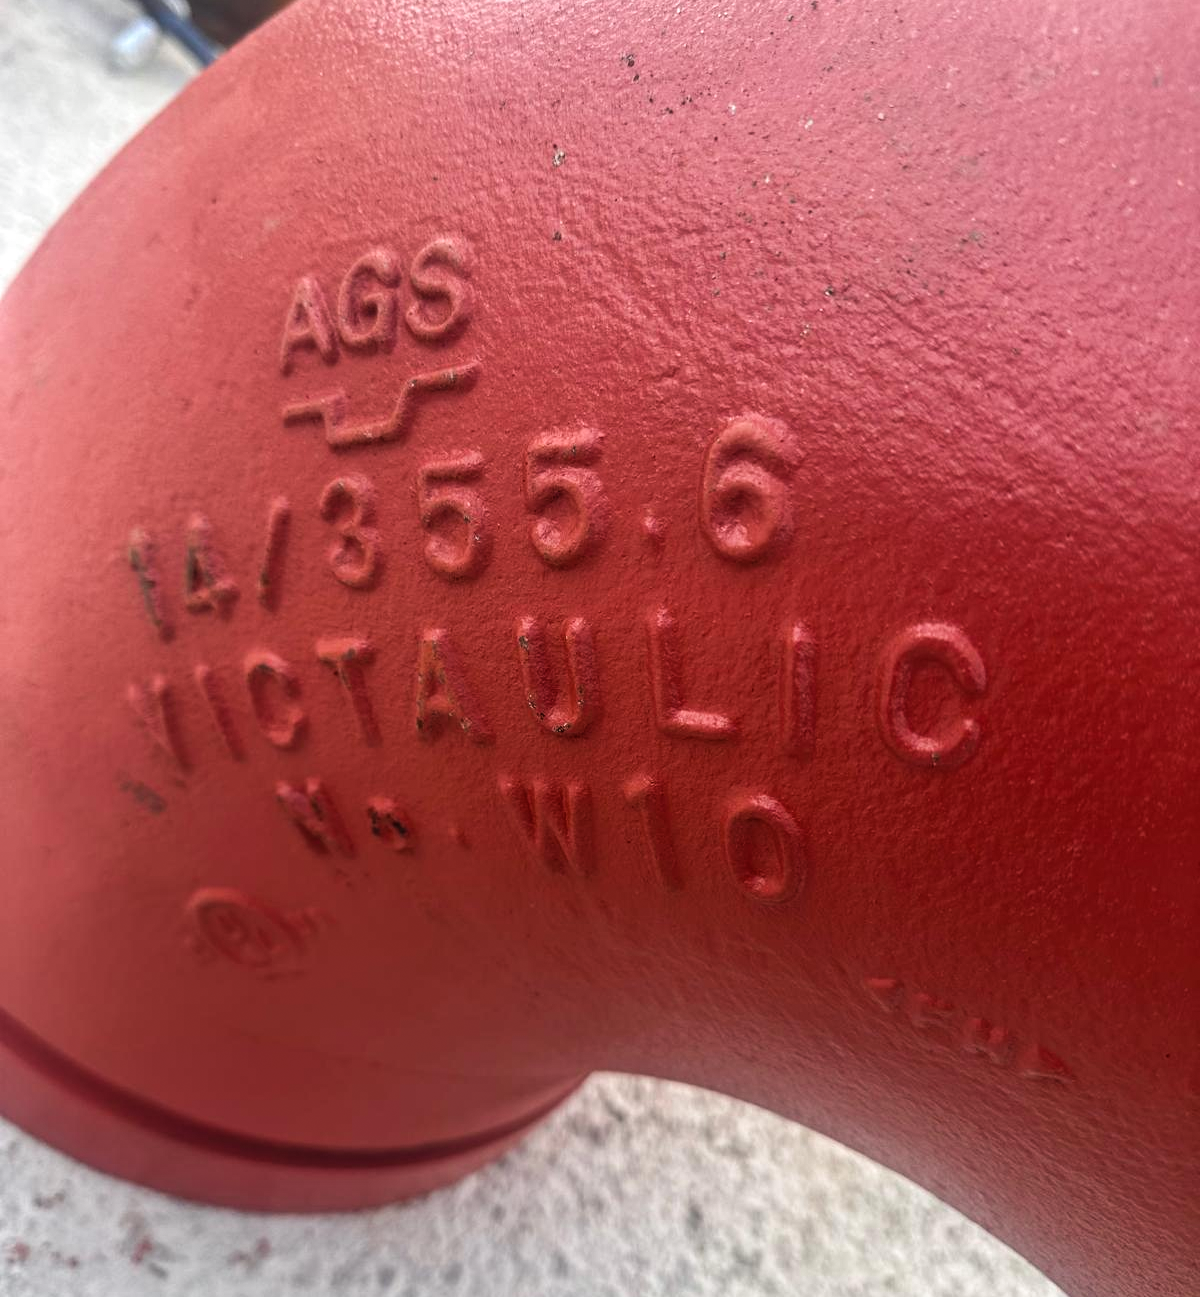 AGS
14/355.6
VICTAULIC
No. W10